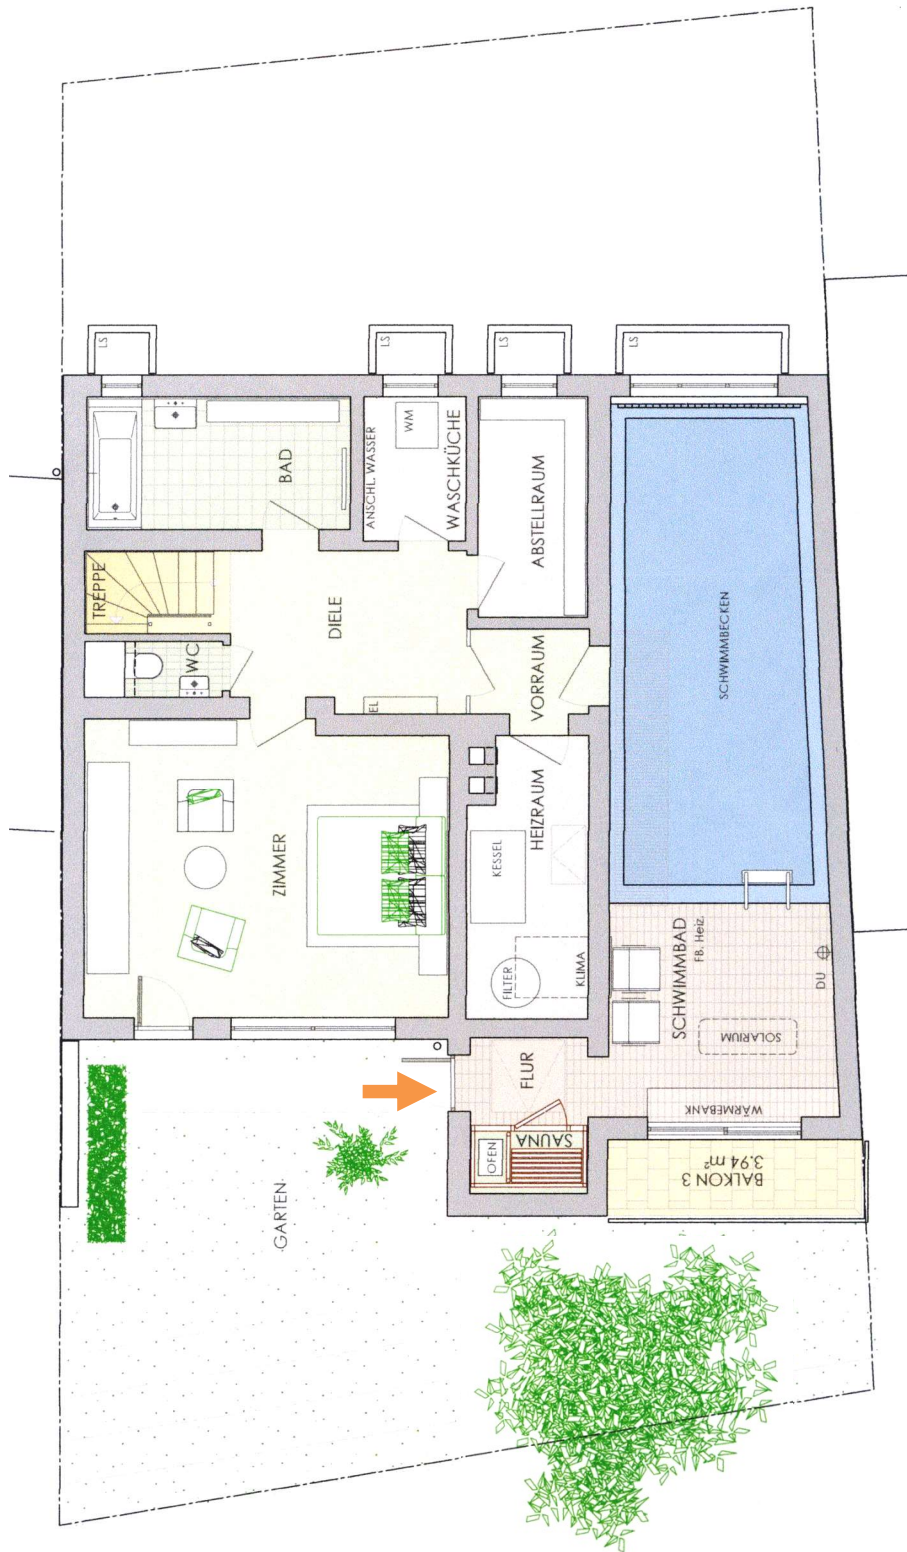 LS
LS
LS
LS
BAD
ANSCHL. WASSER
WM
WASCHKÜCHE
ABSTELLRAUM
TREPPE
DIELE
WC
EL
VORRAUM
SCHWIMMBECKEN
ZIMMER
HEIZRAUM
KESSEL
FILTER
KLIMA
SCHWIMMBAD
FB. Heiz.
DU
SOLARIUM
FLUR
WÄRMEBANK
SAUNA
OFEN
BALKON 3
3.94 m²
GARTEN